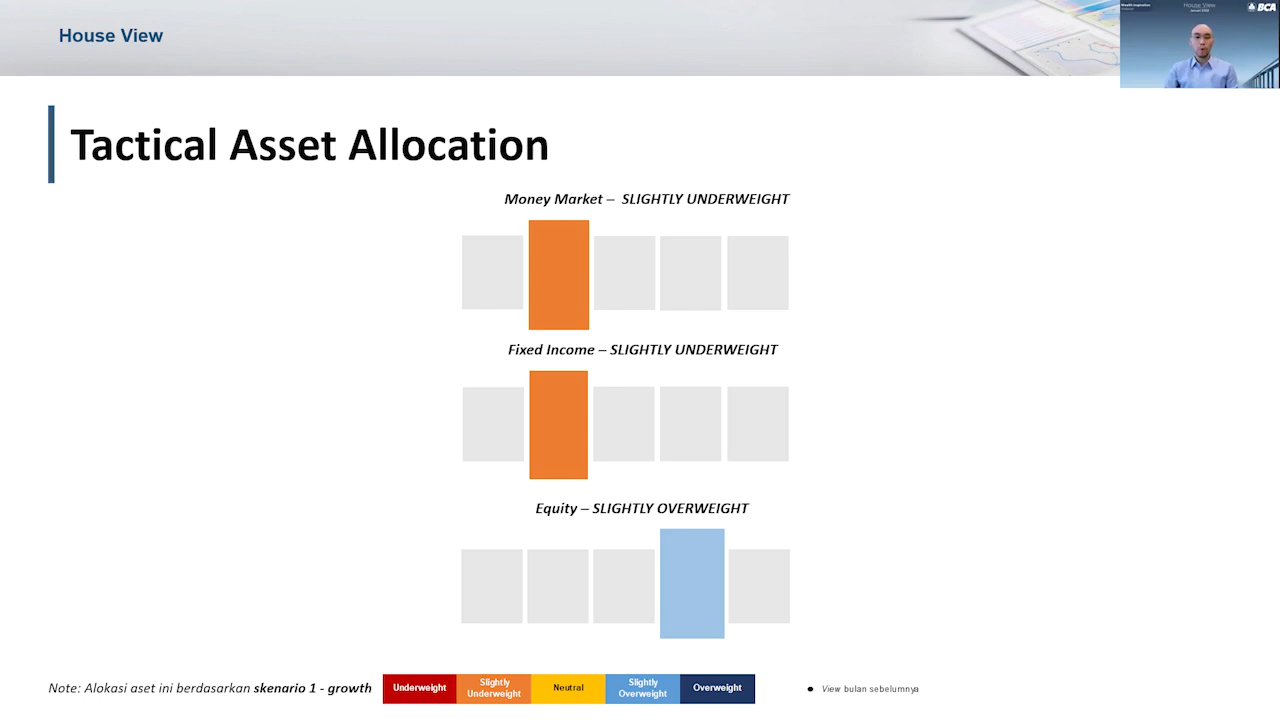 House View
House View
BCA
Tactical Asset Allocation
Money Market – SLIGHTLY UNDERWEIGHT
Fixed Income – SLIGHTLY UNDERWEIGHT
Equity – SLIGHTLY OVERWEIGHT
Note: Alokasi aset ini berdasarkan skenario 1 - growth
Underweight
Slightly
Underweight
Neutral
Slightly
Overweight
Overweight
● View bulan sebelumnya